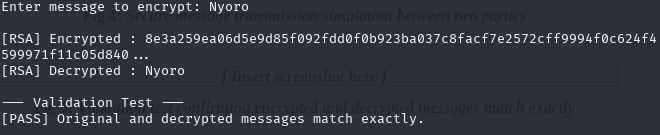 Enter message to encrypt: Nyoro
Fig 4: Secure message transmission simulation between two parties
[RSA] Encrypted : 8e3a259ea06d5e9d85f092fdd0f0b923ba037c8facf7e2572cff9994f0c624f4
599971f11c05d840...
[RSA] Decrypted : Nyoro
[ Insert screenshot here ]
─── Validation Test ───
confirming encrypted and decrypted messages match exactly
[PASS] Original and decrypted messages match exactly.